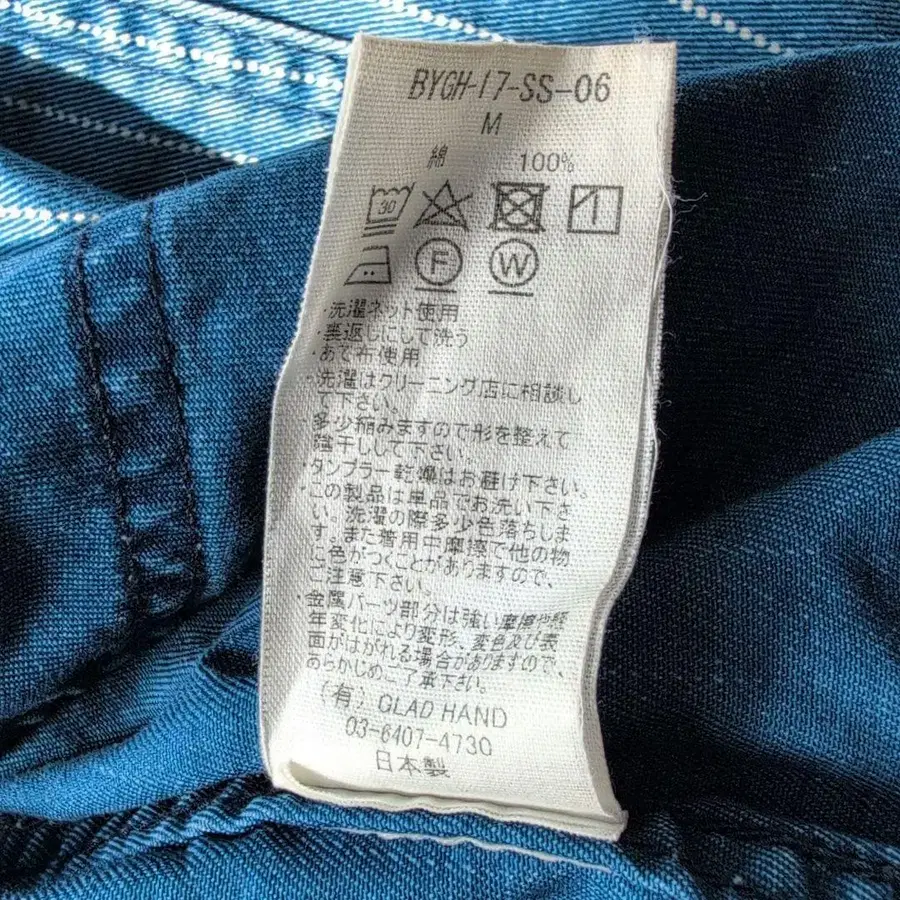 BYGH-17-SS-06
M
綿 100%
30
F W
・洗濯ネット使用
・裏返しにして洗う
・あて布使用
・洗濯はクリーニング店に相談し
て下さい。
・多少縮みますので形を整えて
陰干しして下さい。
・タンブラー乾燥はお避け下さい。
・この製品は単品でお洗い下さ
い。洗濯の際多少色落ちしま
す。また着用中摩擦で他の物
に色がつくことがありますので、
ご注意下さい。
・金属パーツ部分は強い摩擦や経
年変化により変形、変色及び表
面がはがれる場合がありますので、
あらかじめご了承下さい。
(有) GLAD HAND
03-6407-4730
日本製